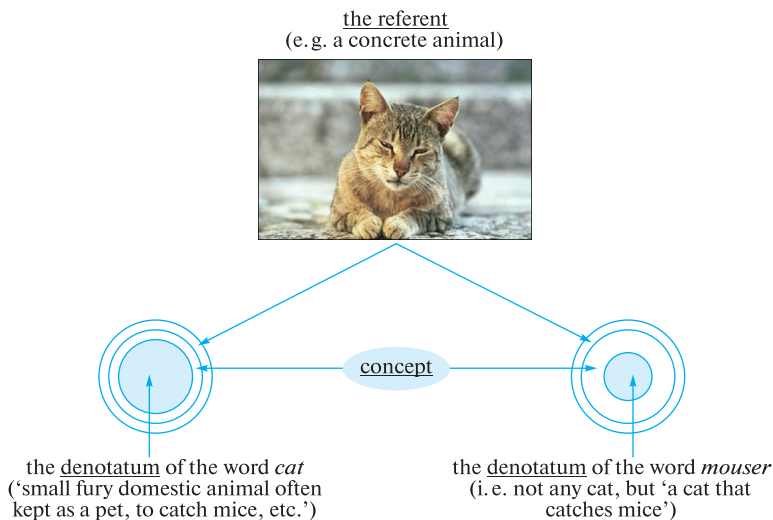 the referent
(e. g. a concrete animal)
concept
the denotatum of the word cat
(‘small fury domestic animal often
kept as a pet, to catch mice, etc.’)
the denotatum of the word mouser
(i. e. not any cat, but ‘a cat that
catches mice’)